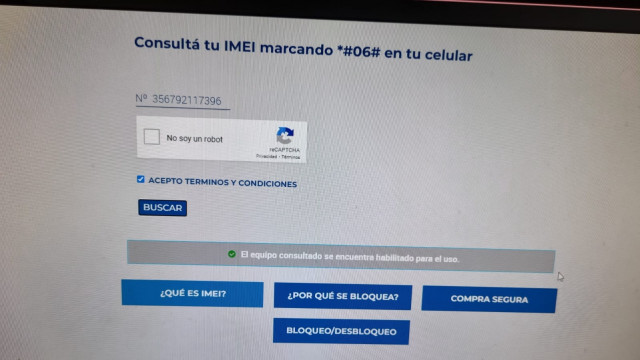 Consultá tu IMEI marcando *#06# en tu celular
Nº 356792117396
No soy un robot
reCAPTCHA
Privacidad - Términos
ACEPTO TERMINOS Y CONDICIONES
BUSCAR
El equipo consultado se encuentra habilitado para el uso.
¿QUÉ ES IMEI?
¿POR QUÉ SE BLOQUEA?
COMPRA SEGURA
BLOQUEO/DESBLOQUEO